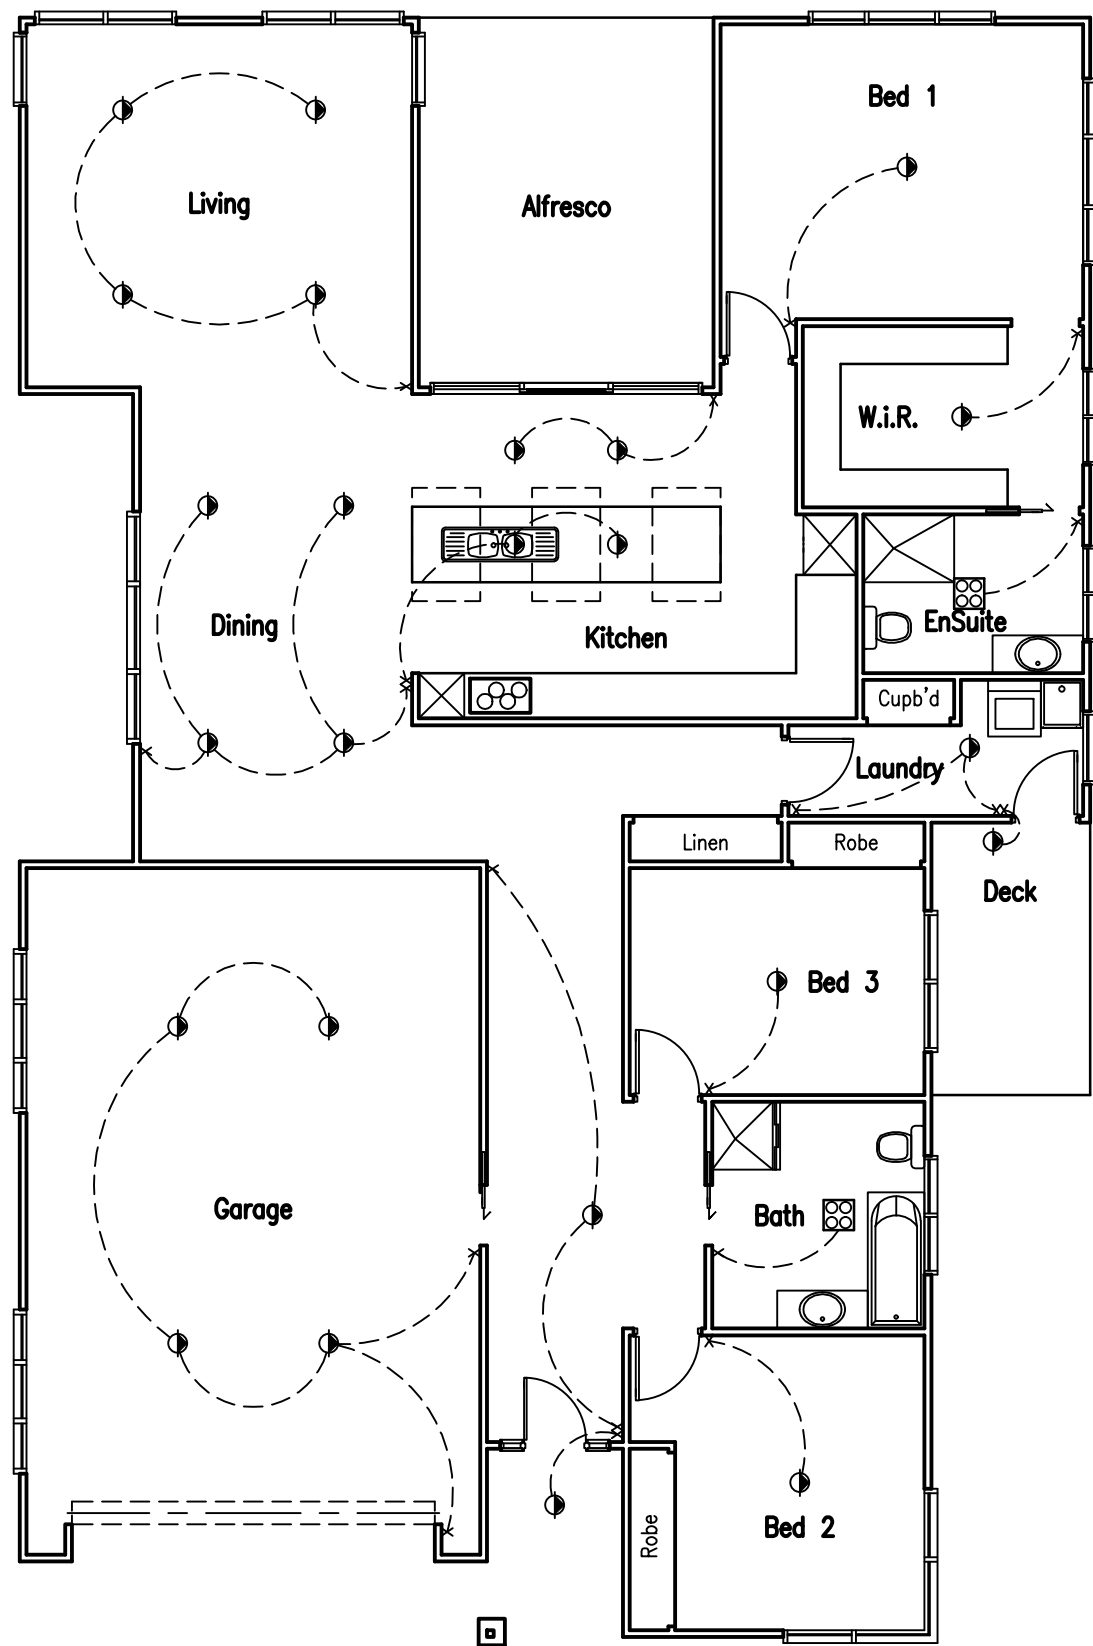 Bed 1
Living
Alfresco
W.i.R.
EnSuite
Dining
Kitchen
Cupb'd
Laundry
Linen
Robe
Deck
Bed 3
Garage
Bath
Bed 2
Robe